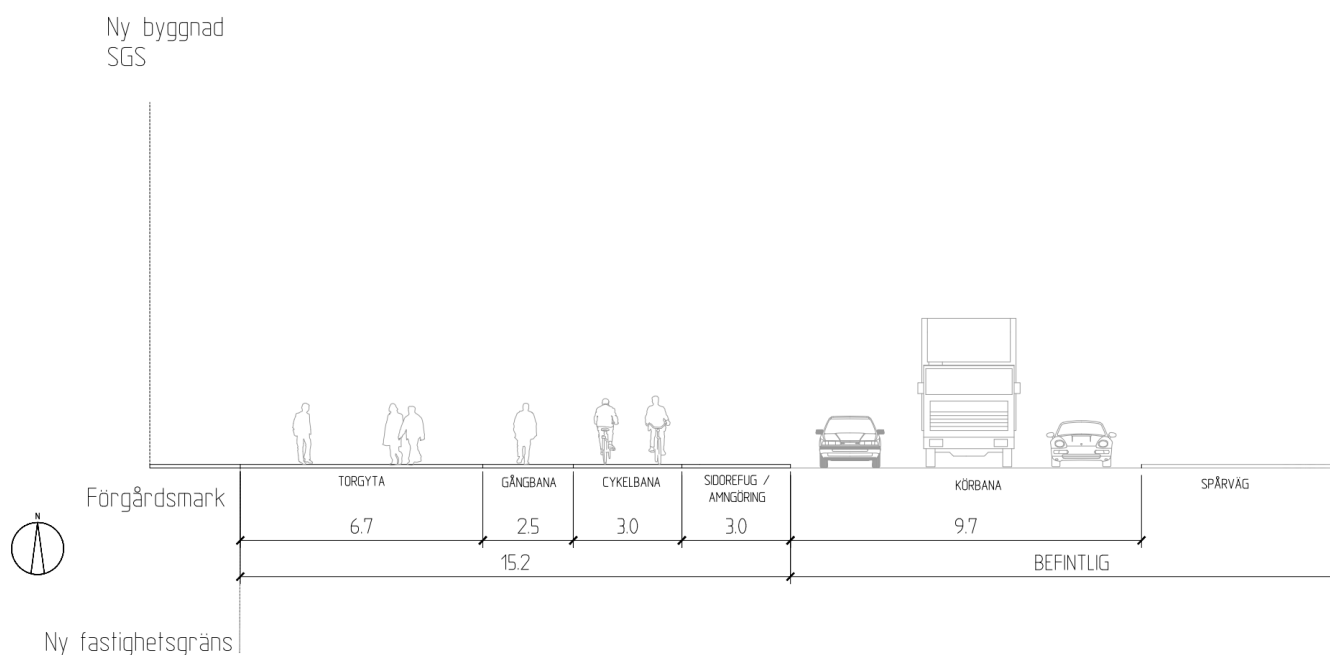 Ny byggnad
SGS
Förgårdsmark
TORGYTA
GÅNGBANA
CYKELBANA
SIDOREFUG /
AMNGÖRING
KÖRBANA
SPÅRVÄG
6.7
2.5
3.0
3.0
9.7
N
15.2
BEFINTLIG
Ny fastighetsgräns